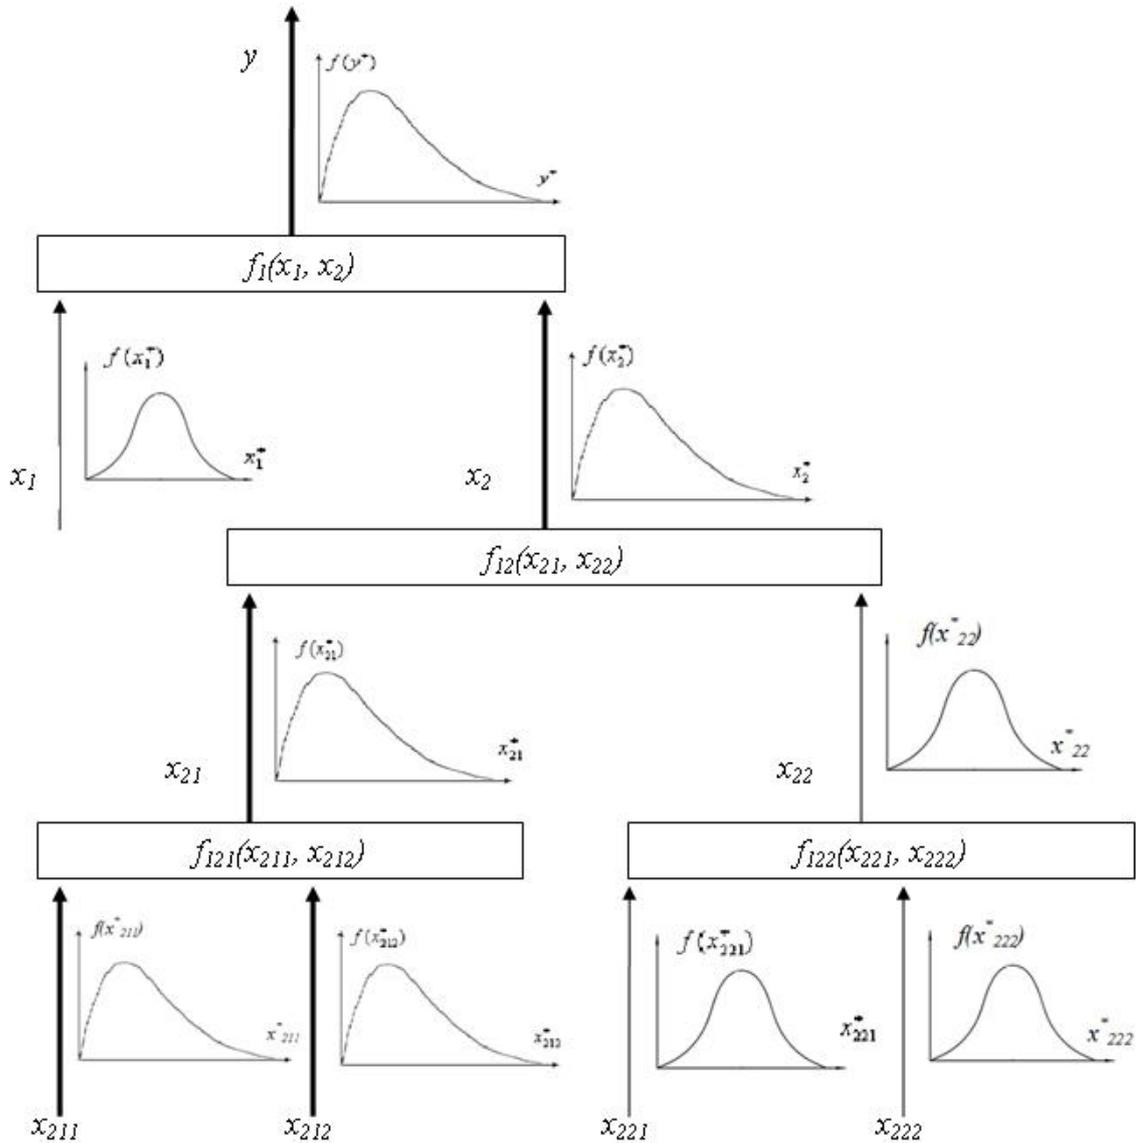 y
f(y*)
y*
f₁(x₁, x₂)
f(x₁*)
x₁*
x₁
f(x₂*)
x₂*
x₂
f₁₂(x₂₁, x₂₂)
f(x₂₁*)
x₂₁*
x₂₁
f(x*₂₂)
x*₂₂
x₂₂
f₁₂₁(x₂₁₁, x₂₁₂)
f₁₂₂(x₂₂₁, x₂₂₂)
f(x*₂₁₁)
x*₂₁₁
f(x₂₁₂*)
x₂₁₂*
f(x₂₂₁*)
x₂₂₁*
f(x*₂₂₂)
x*₂₂₂
x₂₁₁
x₂₁₂
x₂₂₁
x₂₂₂